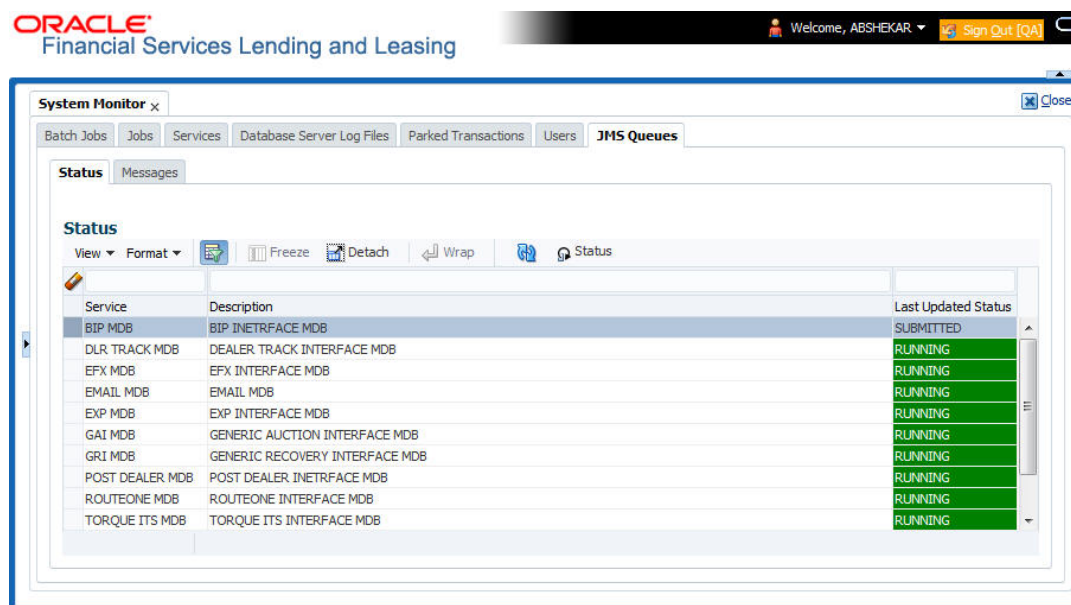 ORACLE
Financial Services Lending and Leasing
Welcome, ABSHEKAR
Sign Out [QA]
System Monitor x
Close
Batch Jobs Jobs Services Database Server Log Files Parked Transactions Users JMS Queues
Status Messages
Status
View Format Freeze Detach Wrap Status
Service Description Last Updated Status
BIP MDB BIP INETRFACE MDB SUBMITTED
DLR TRACK MDB DEALER TRACK INTERFACE MDB RUNNING
EFX MDB EFX INTERFACE MDB RUNNING
EMAIL MDB EMAIL MDB RUNNING
EXP MDB EXP INTERFACE MDB RUNNING
GAI MDB GENERIC AUCTION INTERFACE MDB RUNNING
GRI MDB GENERIC RECOVERY INTERFACE MDB RUNNING
POST DEALER MDB POST DEALER INETRFACE MDB RUNNING
ROUTEONE MDB ROUTEONE INTERFACE MDB RUNNING
TORQUE ITS MDB TORQUE ITS INTERFACE MDB RUNNING